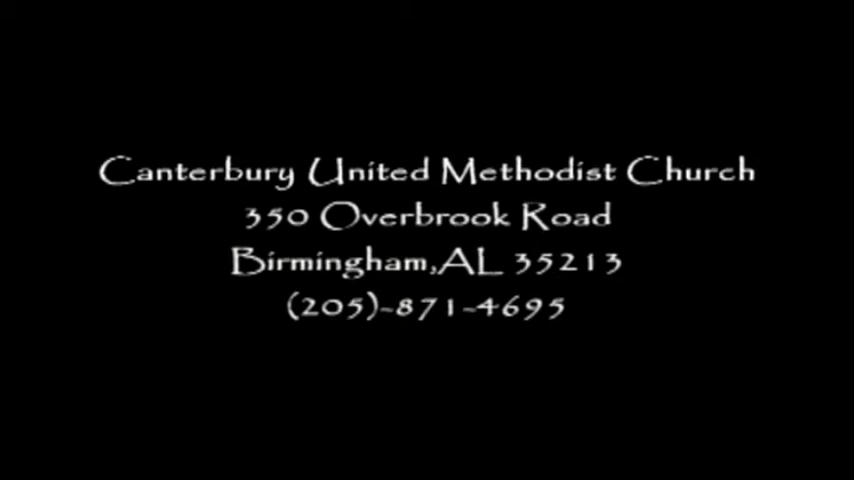 Canterbury United Methodist Church
350 Overbrook Road
Birmingham,AL 35213
(205)-871-4695